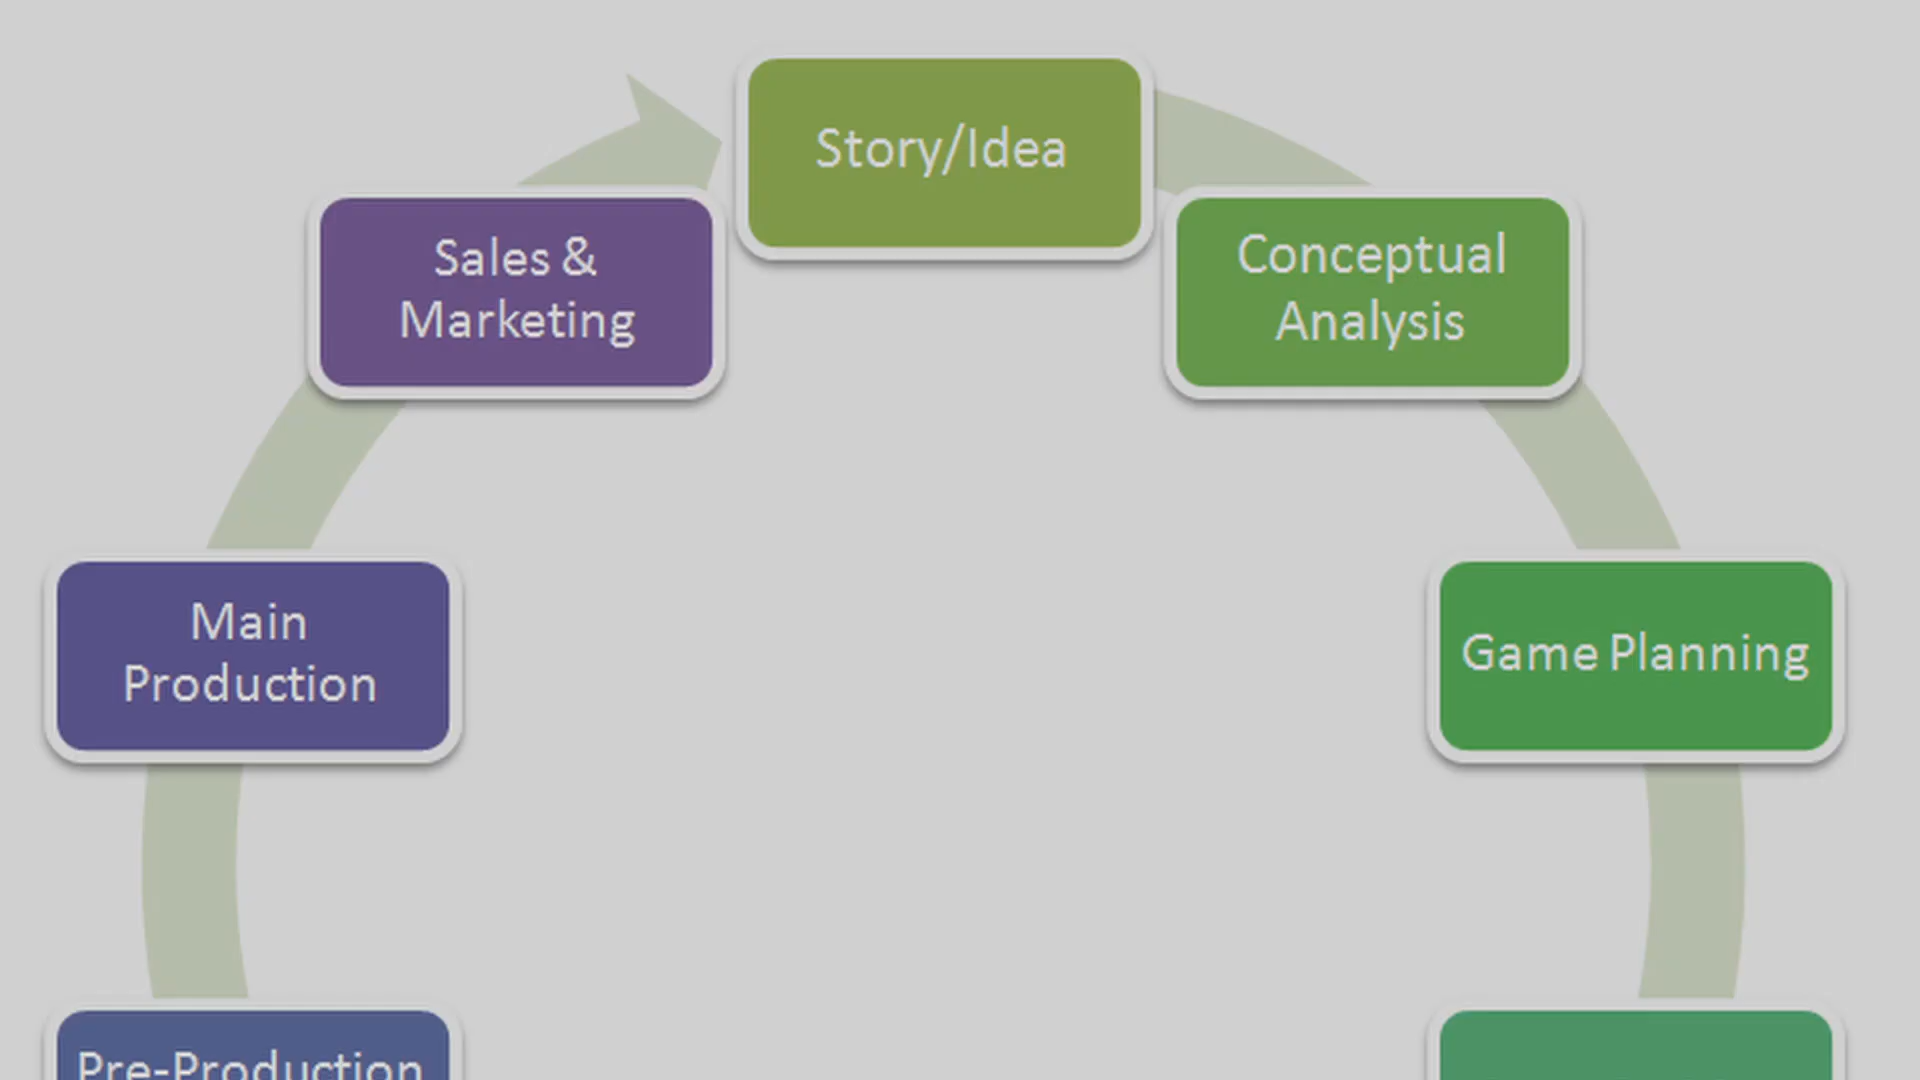 Story/Idea
Sales &
Marketing
Conceptual
Analysis
Main
Production
Game Planning
Pre-Production